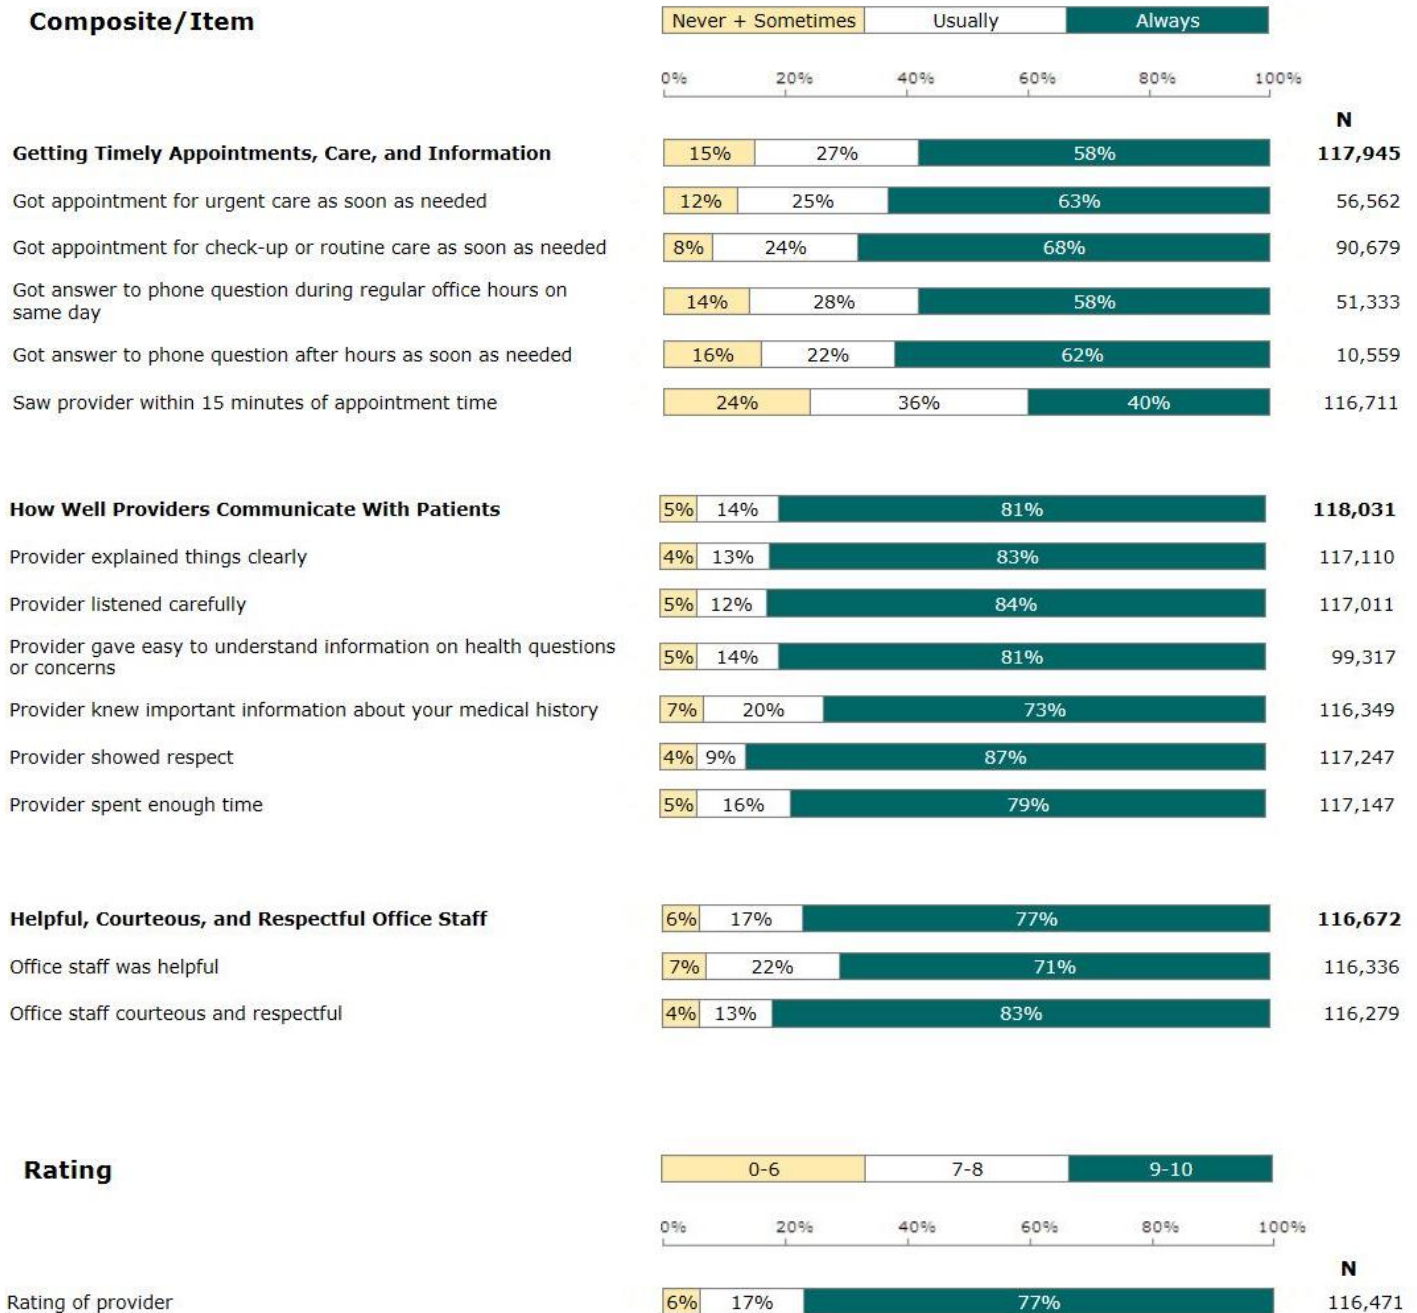 Composite/Item
Never + Sometimes Usually Always
0% 20% 40% 60% 80% 100%
N
Getting Timely Appointments, Care, and Information 15% 27% 58% 117,945
Got appointment for urgent care as soon as needed 12% 25% 63% 56,562
Got appointment for check-up or routine care as soon as needed 8% 24% 68% 90,679
Got answer to phone question during regular office hours on
same day 14% 28% 58% 51,333
Got answer to phone question after hours as soon as needed 16% 22% 62% 10,559
Saw provider within 15 minutes of appointment time 24% 36% 40% 116,711
How Well Providers Communicate With Patients 5% 14% 81% 118,031
Provider explained things clearly 4% 13% 83% 117,110
Provider listened carefully 5% 12% 84% 117,011
Provider gave easy to understand information on health questions
or concerns 5% 14% 81% 99,317
Provider knew important information about your medical history 7% 20% 73% 116,349
Provider showed respect 4% 9% 87% 117,247
Provider spent enough time 5% 16% 79% 117,147
Helpful, Courteous, and Respectful Office Staff 6% 17% 77% 116,672
Office staff was helpful 7% 22% 71% 116,336
Office staff courteous and respectful 4% 13% 83% 116,279
Rating
0-6 7-8 9-10
0% 20% 40% 60% 80% 100%
N
Rating of provider 6% 17% 77% 116,471